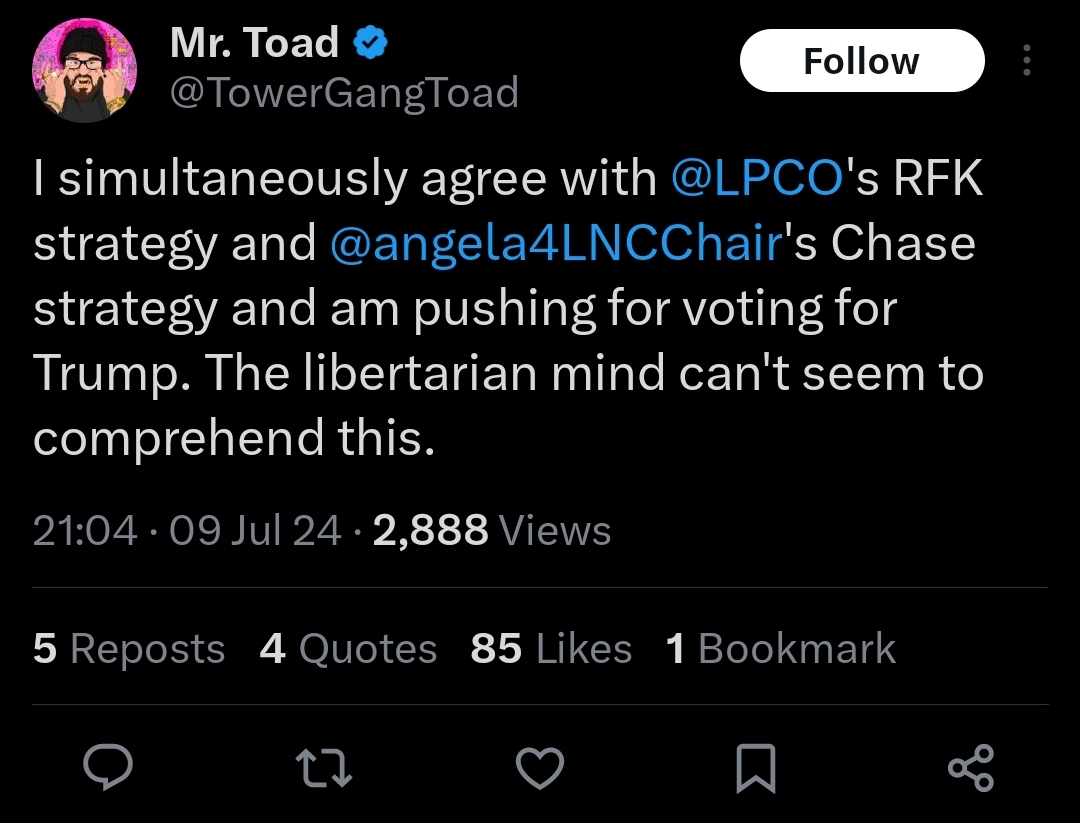 Mr. Toad
@TowerGangToad
Follow
I simultaneously agree with @LPCO's RFK
strategy and @angela4LNCChair's Chase
strategy and am pushing for voting for
Trump. The libertarian mind can't seem to
comprehend this.
21:04 · 09 Jul 24 · 2,888 Views
5 Reposts 4 Quotes 85 Likes 1 Bookmark